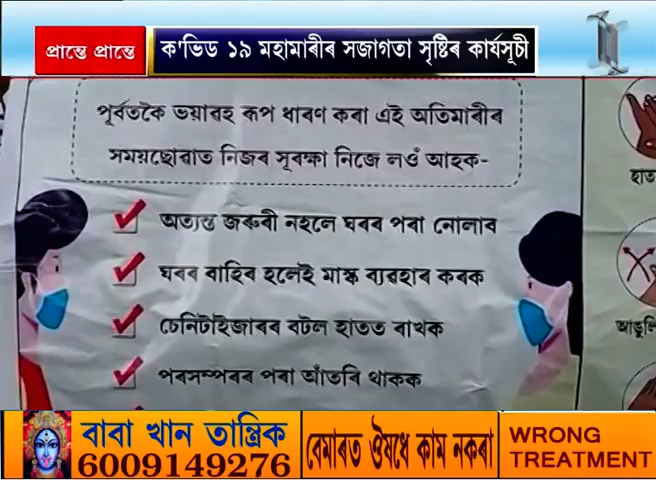 প্রান্তে প্রান্তে
ক'ভিড ১৯ মহামাৰীৰ সজাগতা সৃষ্টিৰ কাৰ্যসূচী
পূৰ্বতকৈ ভয়াৱহ ৰূপ ধাৰণ কৰা এই অতিমাৰীৰ
সময়ছোৱাত নিজৰ সূৰক্ষা নিজে লওঁ আহক-
অত্যন্ত জৰুৰী নহলে ঘৰৰ পৰা নোলাব
ঘৰৰ বাহিৰ হলেই মাস্ক ব্যৱহাৰ কৰক
চেনিটাইজাৰৰ বটল হাতত ৰাখক
পৰসম্পৰৰ পৰা আঁতৰি থাকক
হাত
আঙুলি
বাবা খান তান্ত্ৰিক
6009149276
বেমাৰত ঔষধে কাম নকৰা
WRONG
TREATMENT